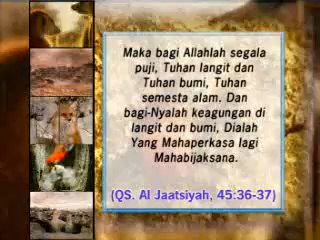 Maka bagi Allahlah segala
puji, Tuhan langit dan
Tuhan bumi, Tuhan
semesta alam. Dan
bagi-Nyalah keagungan di
langit dan bumi, Dialah
Yang Mahaperkasa lagi
Mahabijaksana.
(QS. Al Jaatsiyah, 45:36-37)